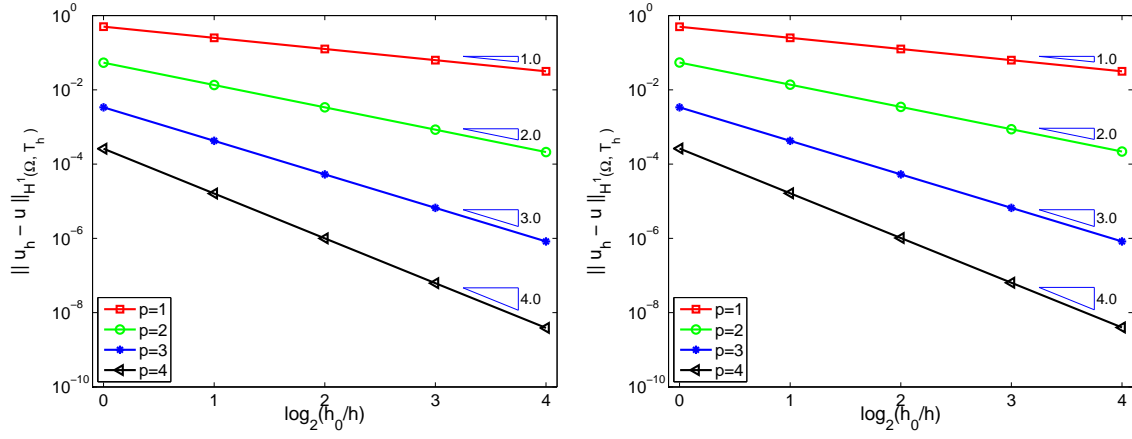 10^0
10^-2
10^-4
10^-6
10^-8
10^-10
|| u_h − u ||_{H^1(Ω, T_h)}
1.0
2.0
3.0
4.0
p=1
p=2
p=3
p=4
0 1 2 3 4
log_2(h_0/h)
10^0
10^-2
10^-4
10^-6
10^-8
10^-10
|| u_h − u ||_{H^1(Ω, T_h)}
1.0
2.0
3.0
4.0
p=1
p=2
p=3
p=4
0 1 2 3 4
log_2(h_0/h)